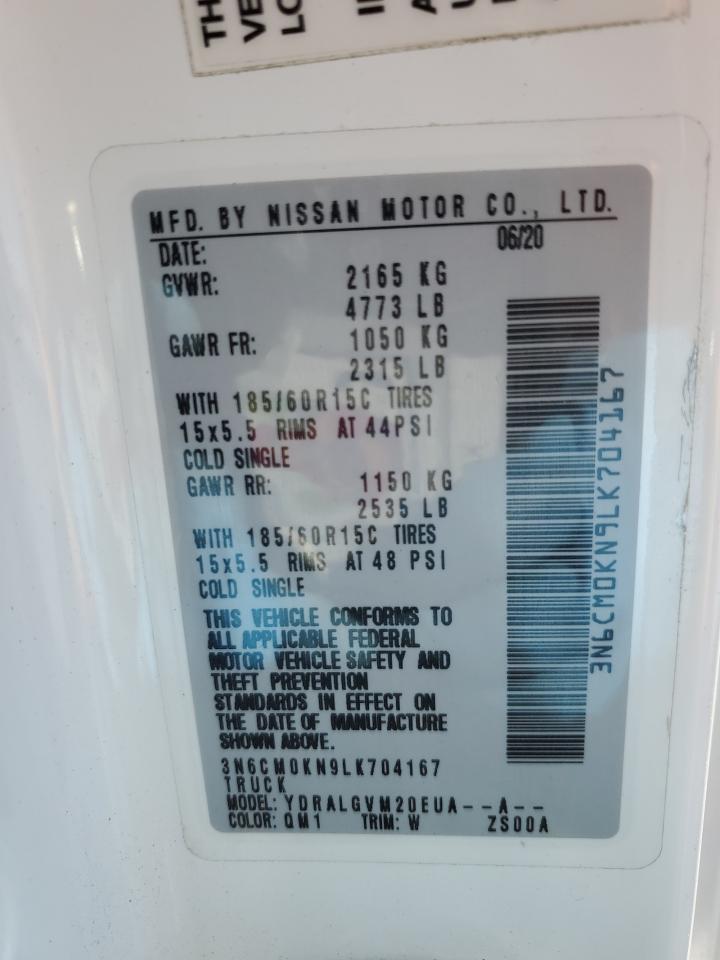 MFD. BY NISSAN MOTOR CO., LTD.
DATE: 06/20
GVWR: 2165 KG
4773 LB
GAWR FR: 1050 KG
2315 LB
WITH 185/60R15C TIRES
15x5.5 RIMS AT 44PSI
COLD SINGLE
GAWR RR: 1150 KG
2535 LB
WITH 185/60R15C TIRES
15x5.5 RIMS AT 48 PSI
COLD SINGLE
THIS VEHICLE CONFORMS TO
ALL APPLICABLE FEDERAL
MOTOR VEHICLE SAFETY AND
THEFT PREVENTION
STANDARDS IN EFFECT ON
THE DATE OF MANUFACTURE
SHOWN ABOVE.
3N6CM0KN9LK704167
TRUCK
MODEL: YDRALGVM20EUA--A--
COLOR: QM1 TRIM: W ZS00A
3N6CM0KN9LK704167